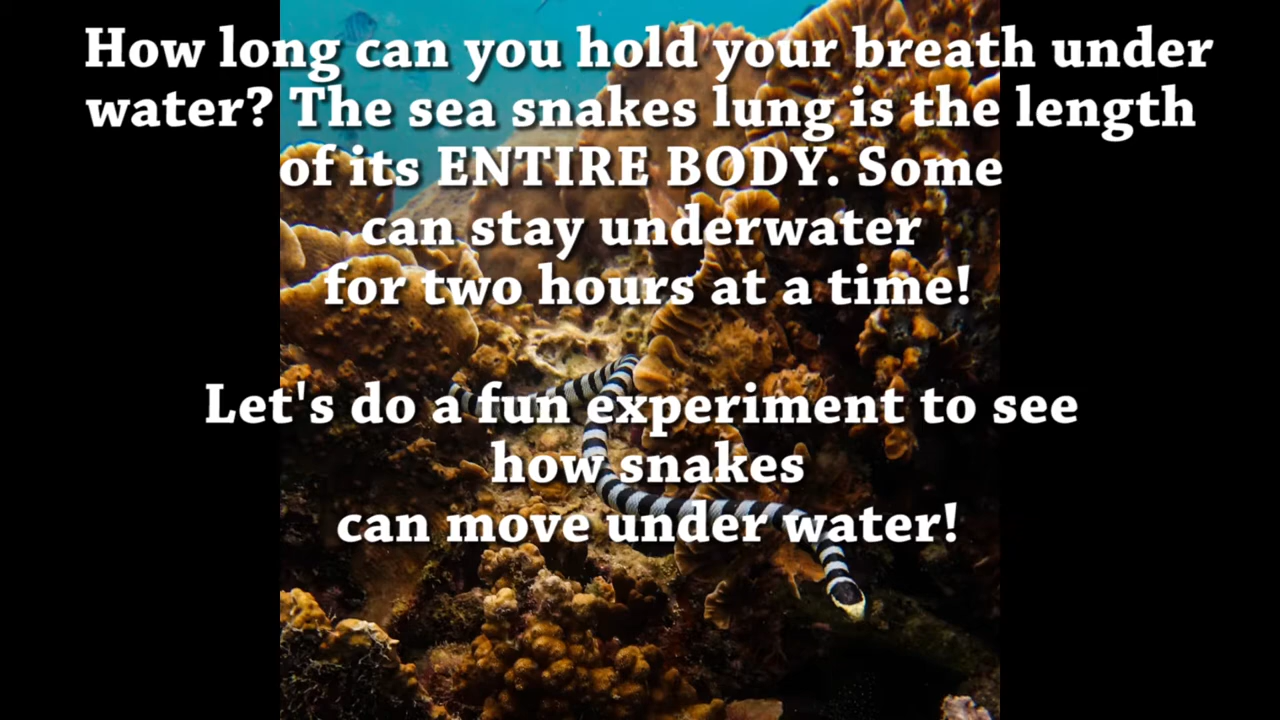 How long can you hold your breath under
water? The sea snakes lung is the length
of its ENTIRE BODY. Some
can stay underwater
for two hours at a time!
Let's do a fun experiment to see
how snakes
can move under water!